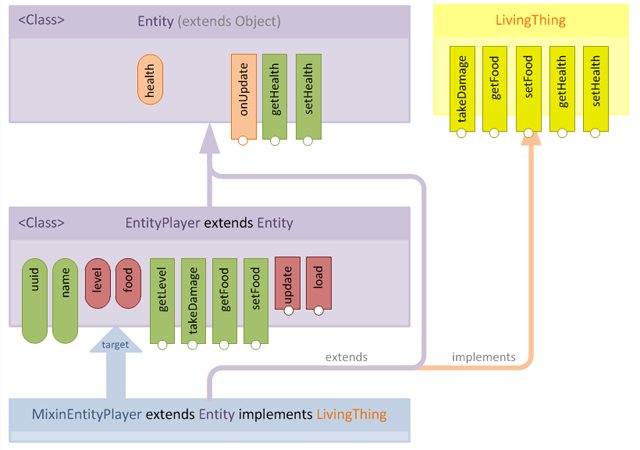 <Class> Entity (extends Object)
health
onUpdate
getHealth
setHealth
LivingThing
takeDamage
getFood
setFood
getHealth
setHealth
<Class> EntityPlayer extends Entity
uuid
name
level
food
getLevel
takeDamage
getFood
setFood
update
load
target
extends
implements
MixinEntityPlayer extends Entity implements LivingThing